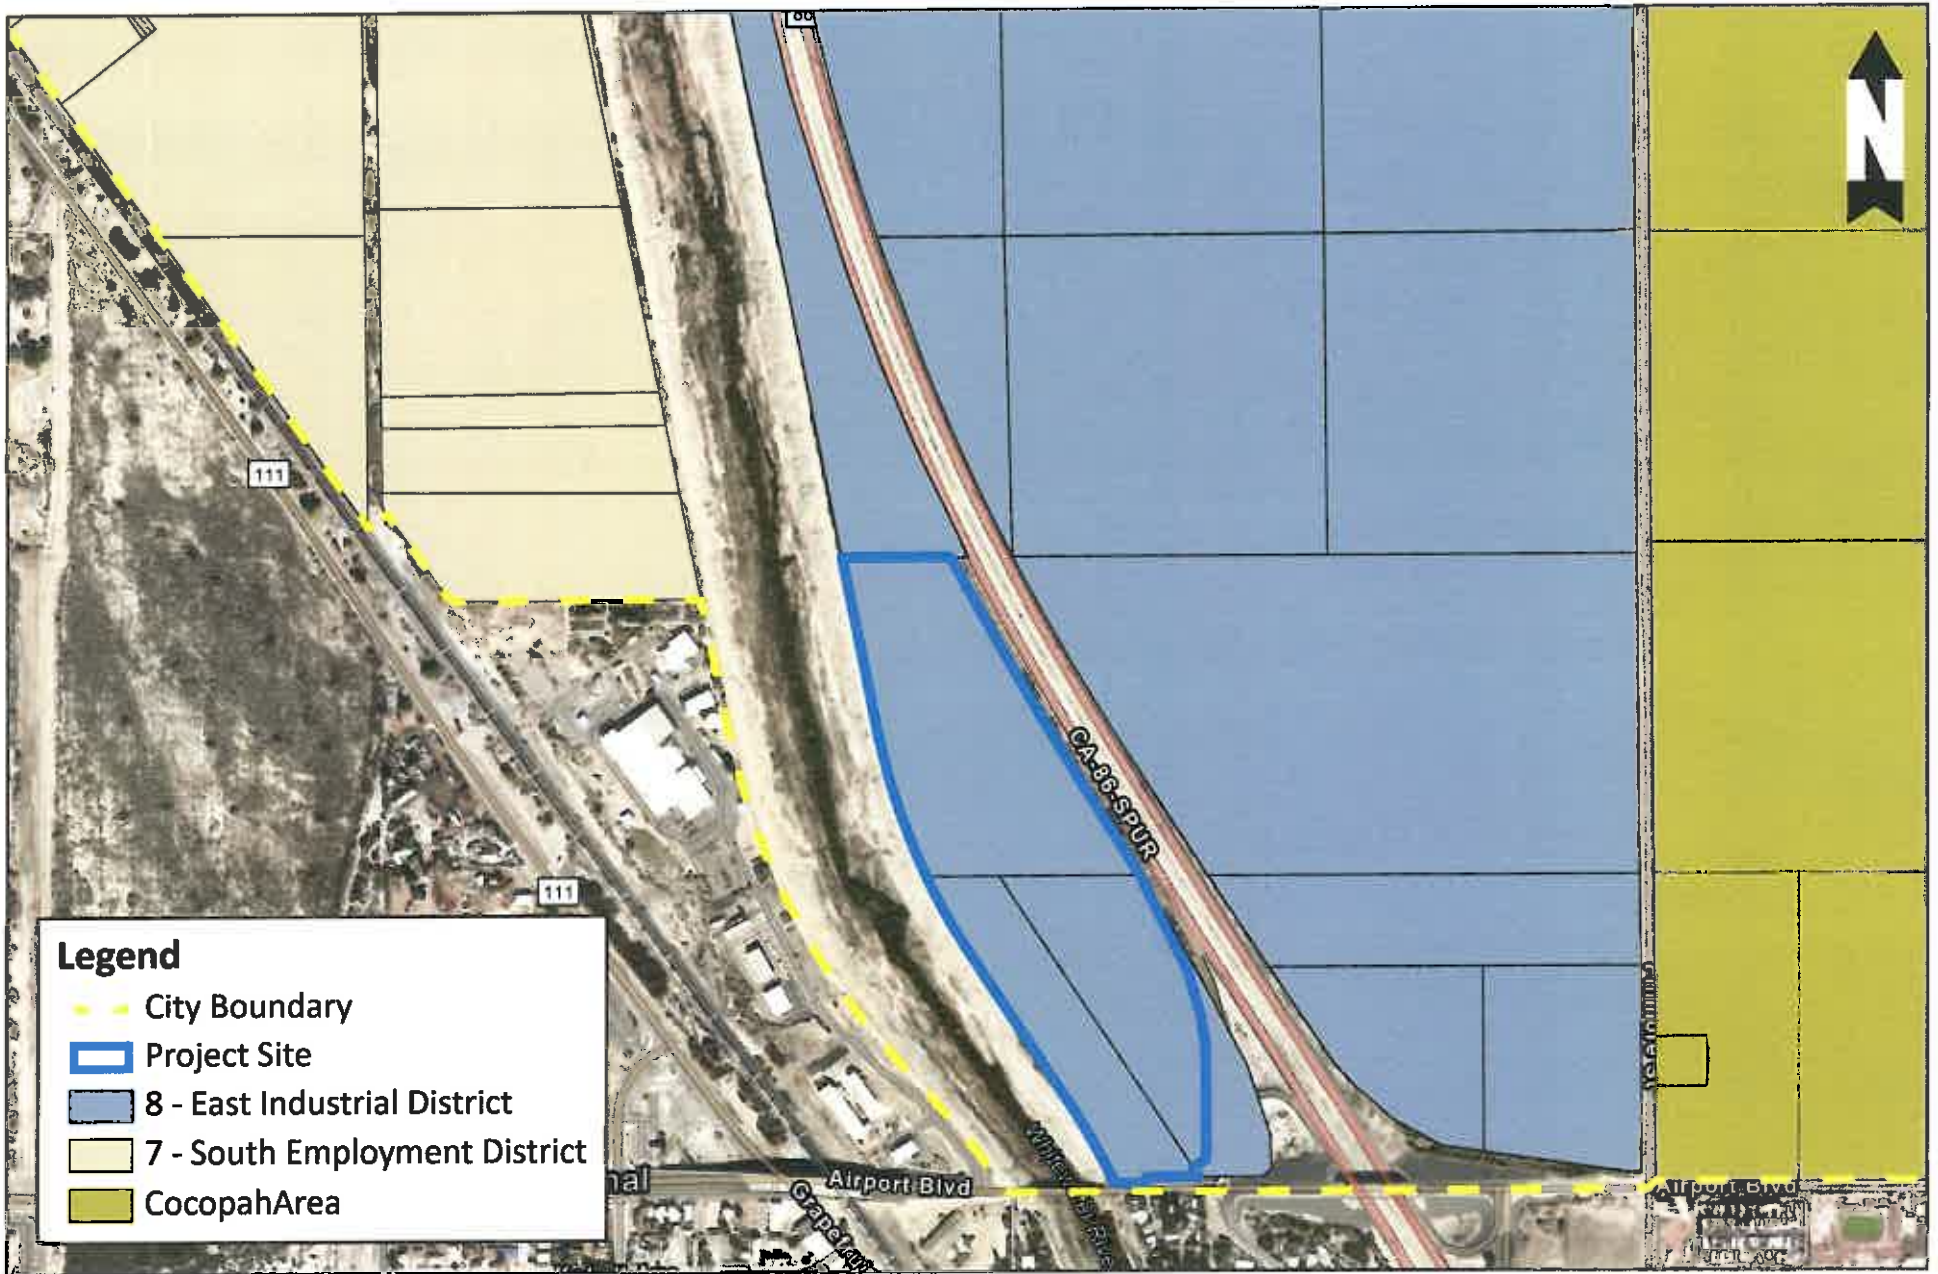 86
N
111
CA-86-SPUR
111
Legend
City Boundary
Project Site
8 - East Industrial District
7 - South Employment District
CocopahArea
Airport Blvd
Airport Blvd